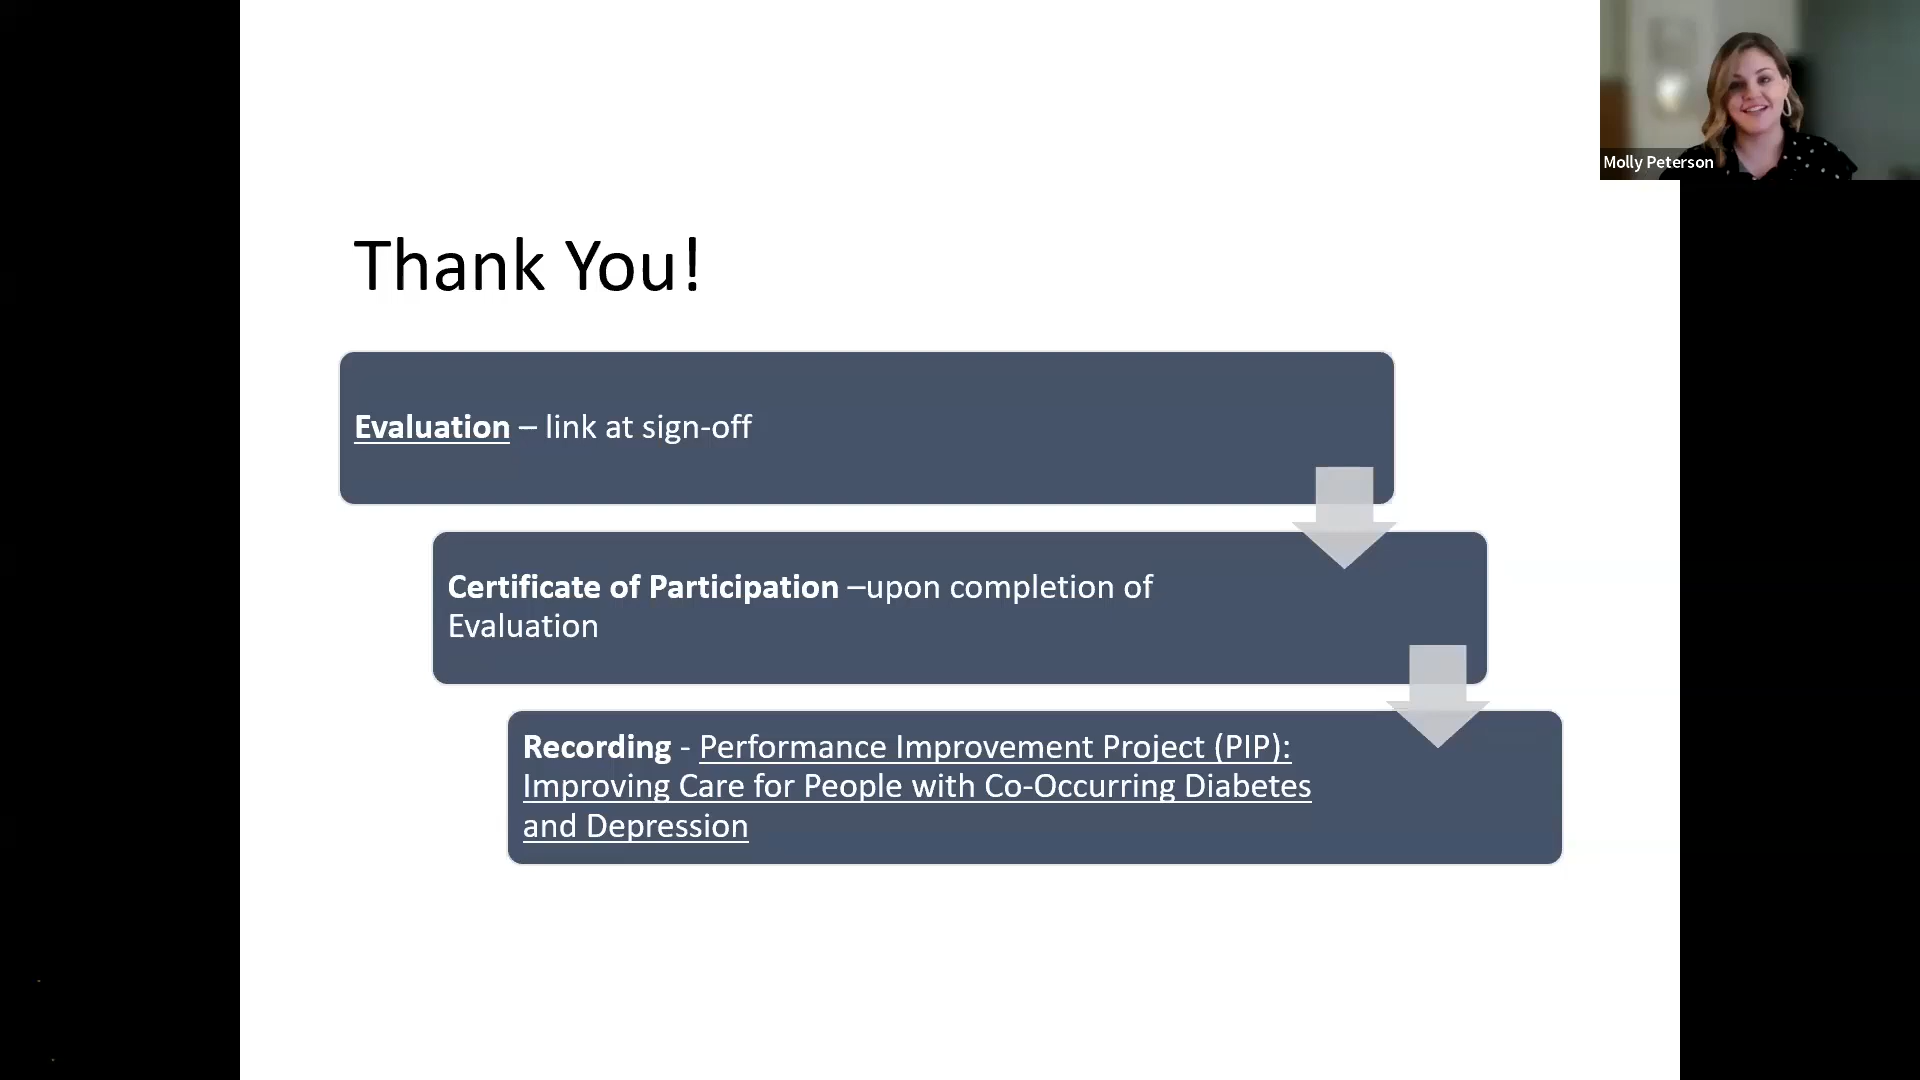 Molly Peterson
Thank You!
Evaluation – link at sign-off
Certificate of Participation –upon completion of
Evaluation
Recording - Performance Improvement Project (PIP):
Improving Care for People with Co-Occurring Diabetes
and Depression